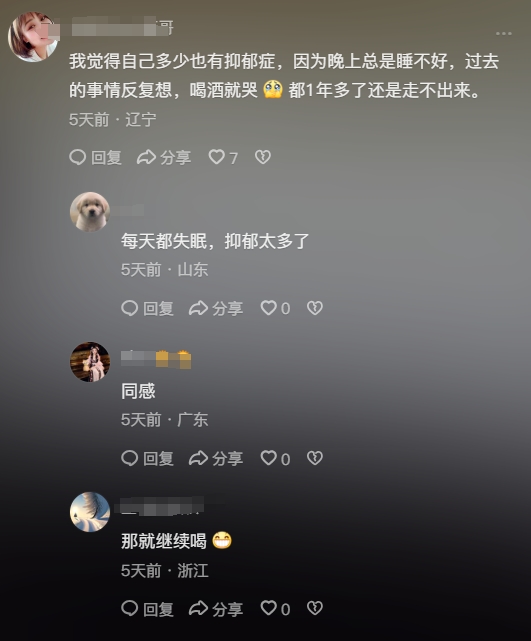 哥
我觉得自己多少也有抑郁症，因为晚上总是睡不好，过去
的事情反复想，喝酒就哭🥺都1年多了还是走不出来。
5天前·辽宁
回复 分享 7
每天都失眠，抑郁太多了
5天前·山东
回复 分享 0
同感
5天前·广东
回复 分享 0
那就继续喝😁
5天前·浙江
回复 分享 0